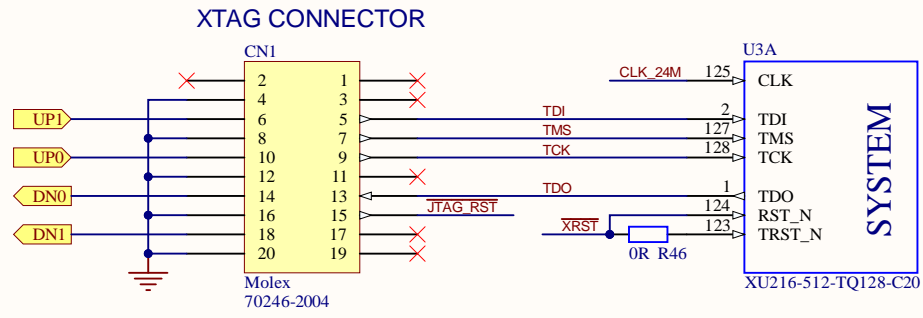 XTAG CONNECTOR
CN1
U3A
2 1
CLK_24M 125 CLK
4 3
UP1 6 5 TDI 2 TDI
8 7 TMS 127 TMS
UP0 10 9 TCK 128 TCK
12 11
DN0 14 13 TDO 1 TDO
16 15 JTAG_RST 124 RST_N
DN1 18 17 XRST 123 TRST_N
20 19
0R R46
SYSTEM
Molex
70246-2004
XU216-512-TQ128-C20